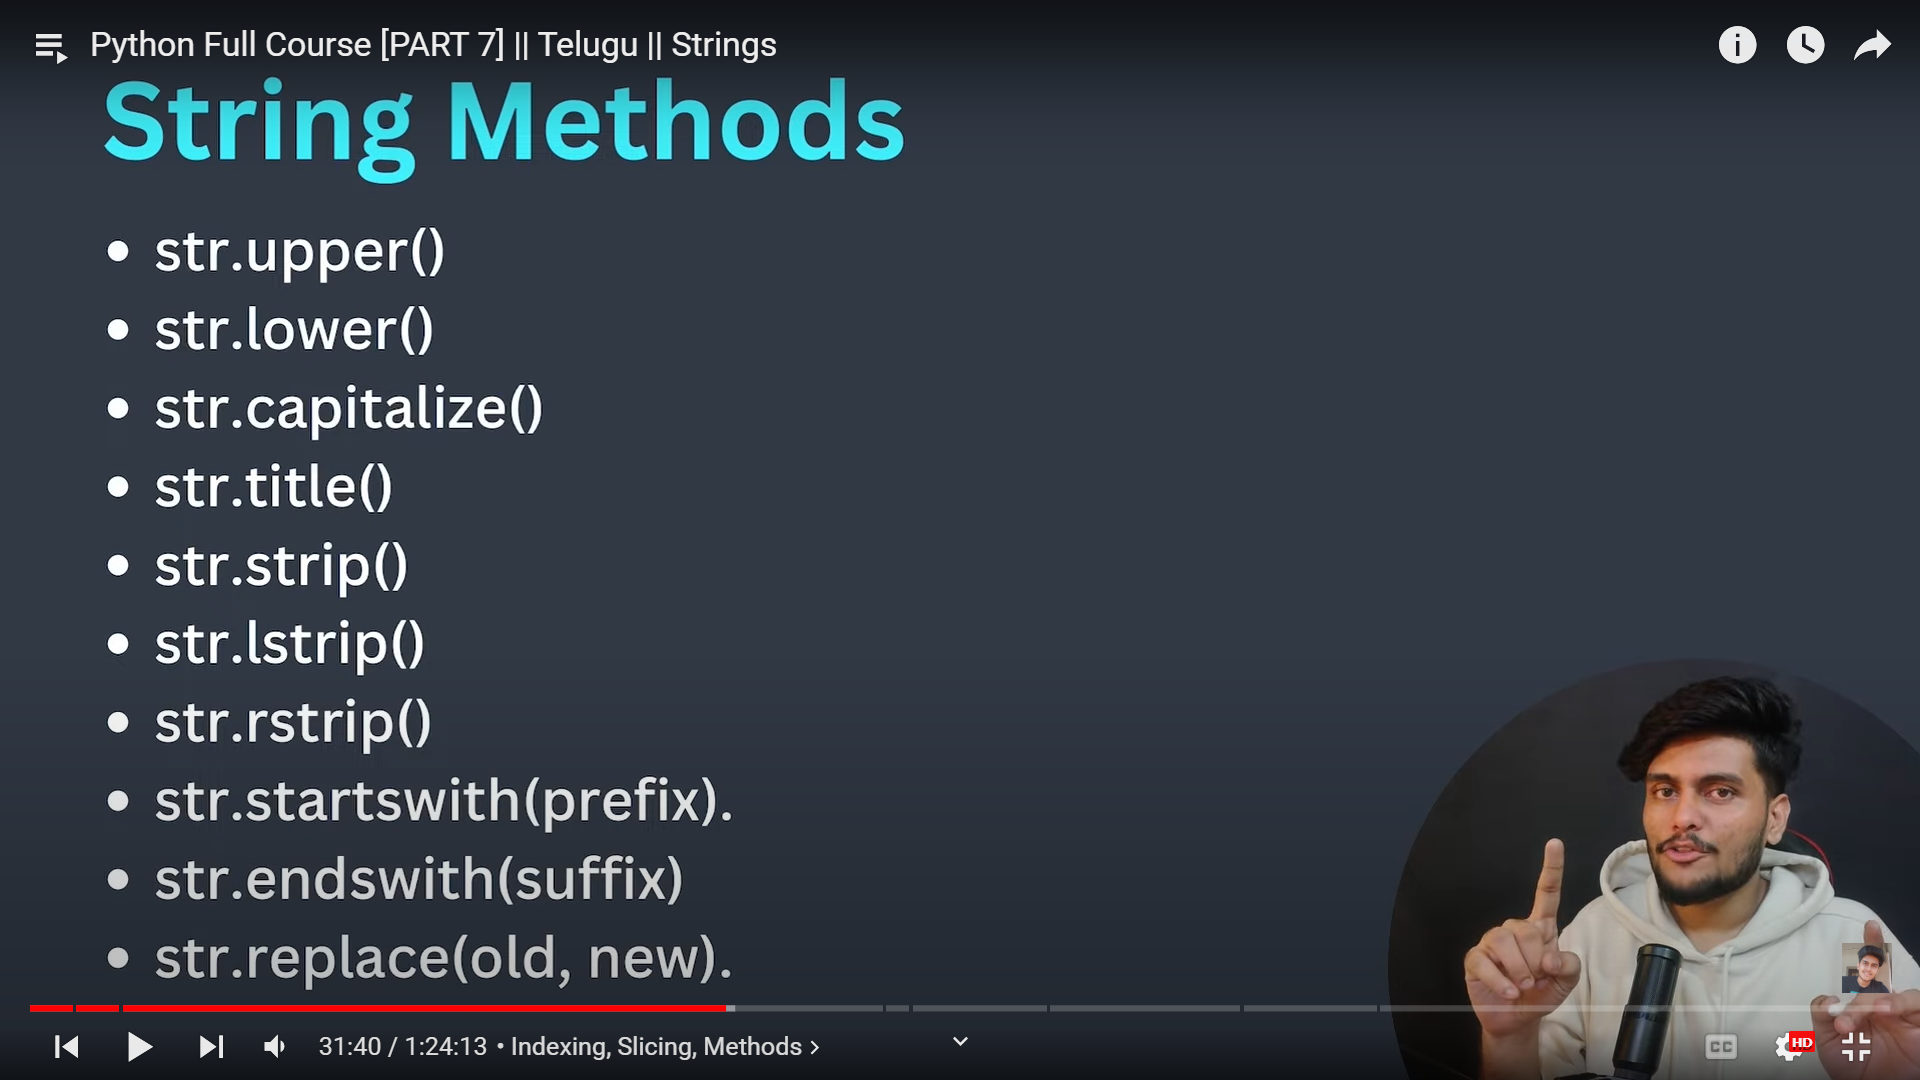 Python Full Course [PART 7] || Telugu || Strings
String Methods
• str.upper()
• str.lower()
• str.capitalize()
• str.title()
• str.strip()
• str.lstrip()
• str.rstrip()
• str.startswith(prefix).
• str.endswith(suffix)
• str.replace(old, new).
31:40 / 1:24:13 • Indexing, Slicing, Methods >
CC
HD